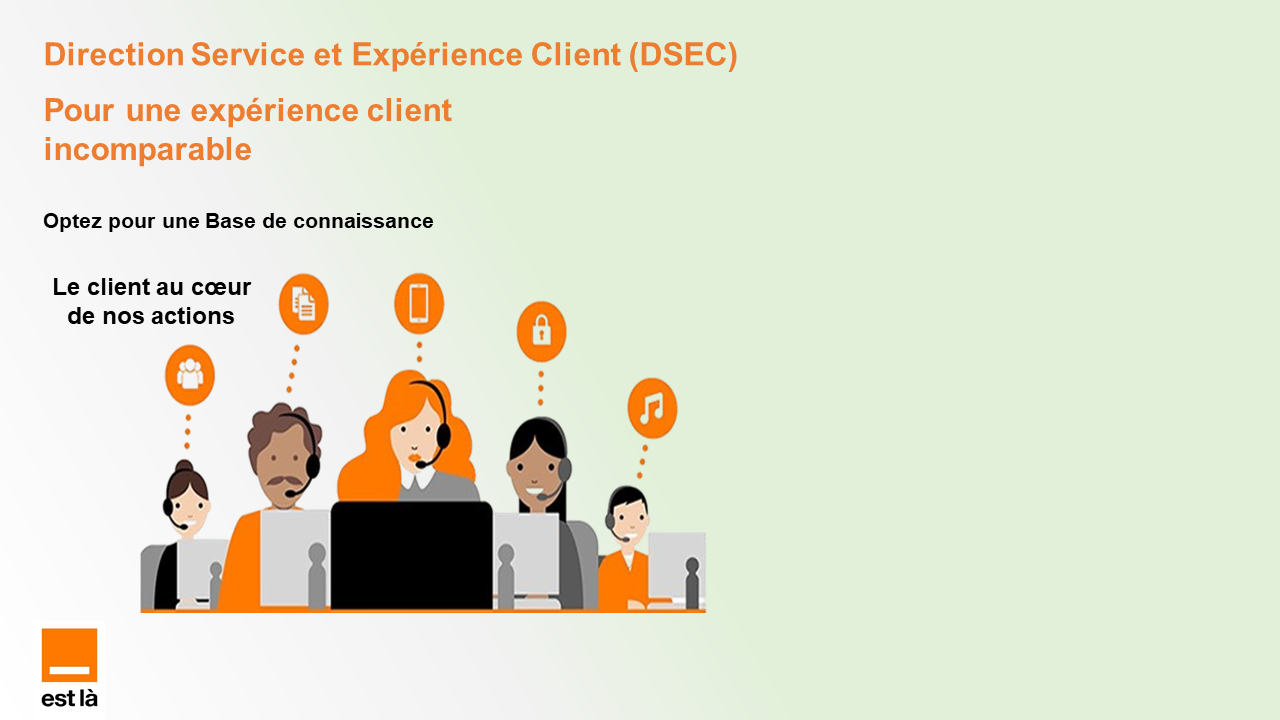 Direction Service et Expérience Client (DSEC)
Pour une expérience client
incomparable
Optez pour une Base de connaissance
Le client au cœur
de nos actions
est là